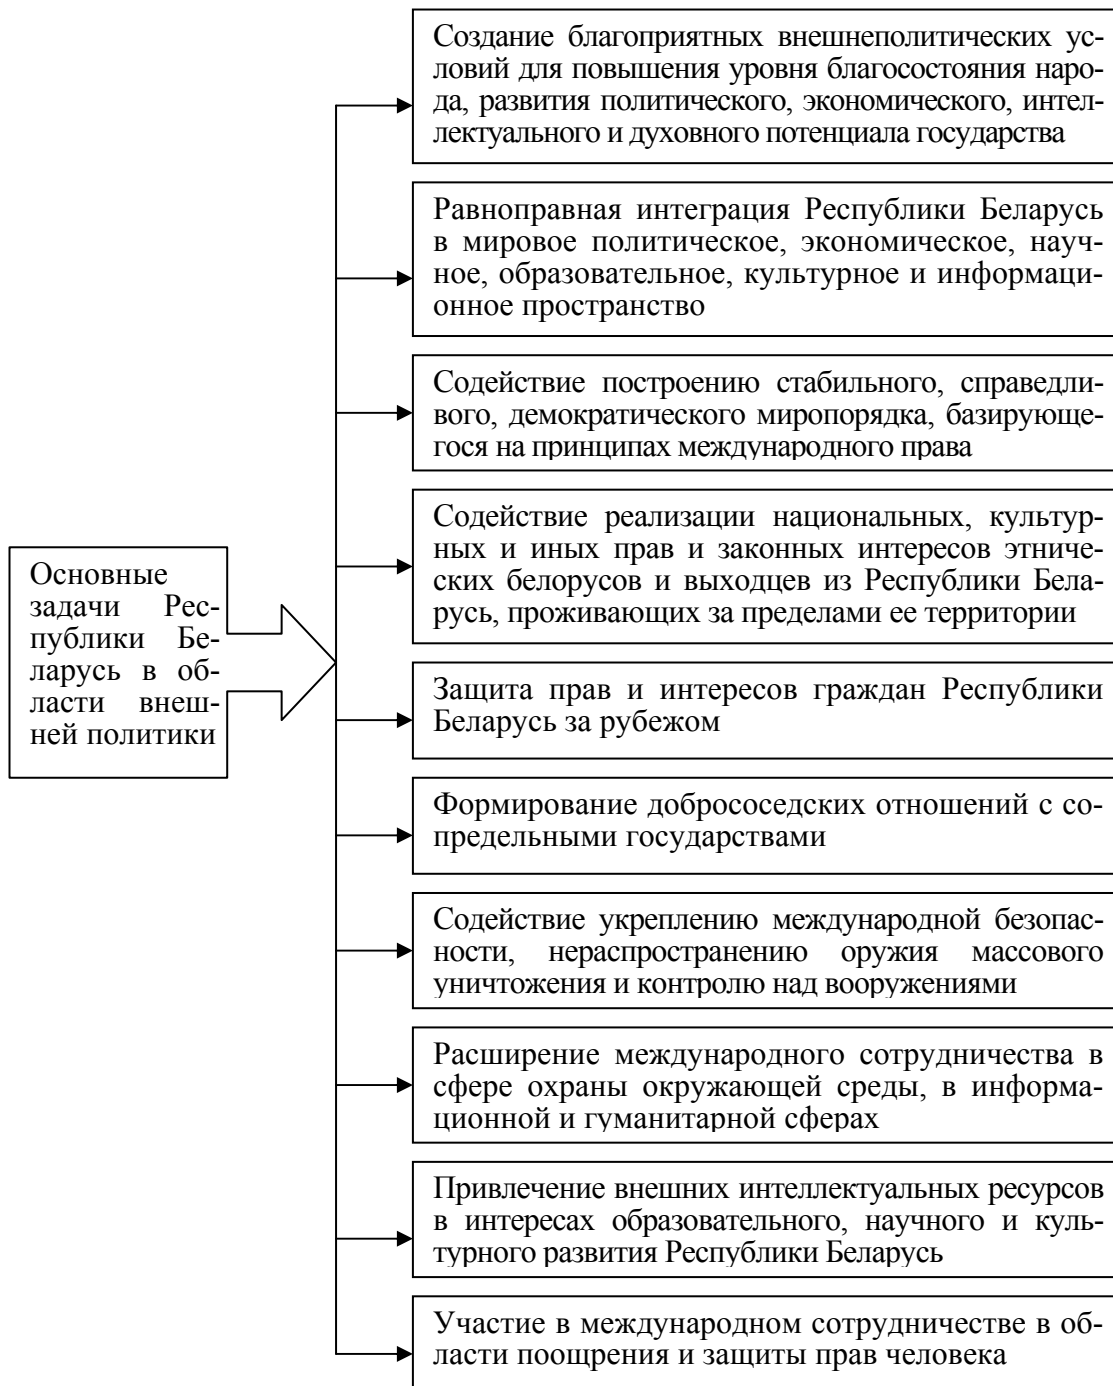 Основные
задачи Рес-
публики Бе-
ларусь в об-
ласти внеш-
ней политики
Создание благоприятных внешнеполитических ус-
ловий для повышения уровня благосостояния наро-
да, развития политического, экономического, интел-
лектуального и духовного потенциала государства
Равноправная интеграция Республики Беларусь
в мировое политическое, экономическое, науч-
ное, образовательное, культурное и информаци-
онное пространство
Содействие построению стабильного, справедли-
вого, демократического миропорядка, базирующе-
гося на принципах международного права
Содействие реализации национальных, культур-
ных и иных прав и законных интересов этниче-
ских белорусов и выходцев из Республики Бела-
русь, проживающих за пределами ее территории
Защита прав и интересов граждан Республики
Беларусь за рубежом
Формирование добрососедских отношений с со-
предельными государствами
Содействие укреплению международной безопас-
ности, нераспространению оружия массового
уничтожения и контролю над вооружениями
Расширение международного сотрудничества в
сфере охраны окружающей среды, в информа-
ционной и гуманитарной сферах
Привлечение внешних интеллектуальных ресурсов
в интересах образовательного, научного и куль-
турного развития Республики Беларусь
Участие в международном сотрудничестве в об-
ласти поощрения и защиты прав человека